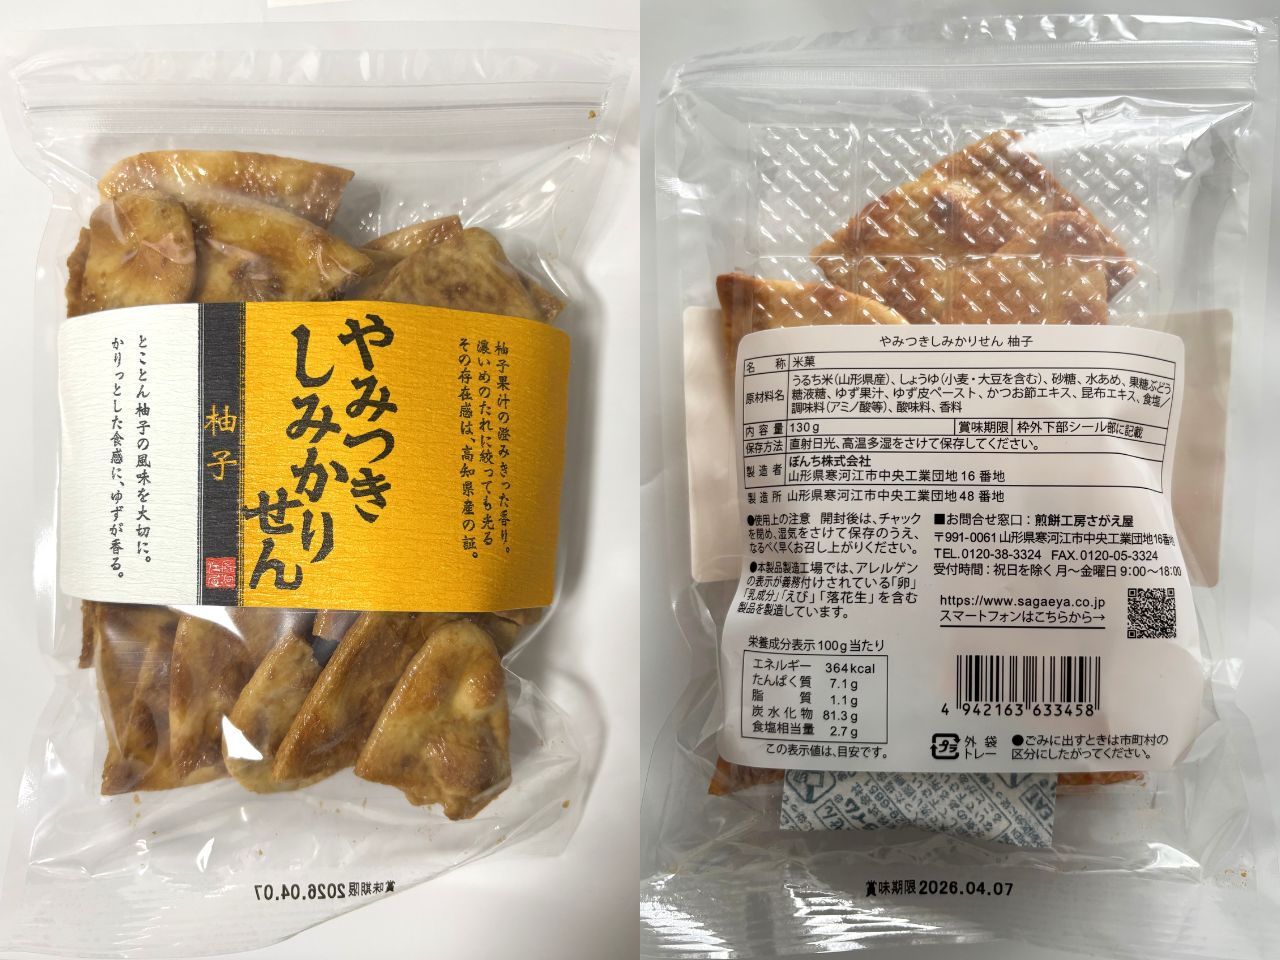 柚子果汁の澄みきった香り。
濃いめのたれに絞っても光る
その存在感は、高知県産の証。
やみつき
しみかり
せん
柚子
とことん柚子の風味を大切に。
かりっとした食感に、ゆずが香る。
賞味期限2026.04.07
やみつきしみかりせん 柚子
名称 米菓
原材料名 うるち米(山形県産)、しょうゆ(小麦・大豆を含む)、砂糖、水あめ、果糖ぶどう
糖液糖、ゆず果汁、ゆず皮ペースト、かつお節エキス、昆布エキス、食塩/
調味料(アミノ酸等)、酸味料、香料
内容量 130g 賞味期限 枠外下部シール部に記載
保存方法 直射日光、高温多湿をさけて保存してください。
製造者 ぼんち株式会社
山形県寒河江市中央工業団地16番地
製造所 山形県寒河江市中央工業団地48番地
●使用上の注意 開封後は、チャック
を閉め、湿気をさけて保存のうえ、
なるべく早くお召し上がりください。
●本製品製造工場では、アレルゲン
の表示が義務付けされている「卵」
「乳成分」「えび」「落花生」を含む
製品を製造しています。
■お問合せ窓口:煎餅工房さがえ屋
〒991-0061 山形県寒河江市中央工業団地16番地
TEL.0120-38-3324 FAX.0120-05-3324
受付時間:祝日を除く月〜金曜日 9:00〜18:00
https://www.sagaeya.co.jp
スマートフォンはこちらから→
栄養成分表示100g当たり
エネルギー 364kcal
たんぱく質 7.1g
脂質 1.1g
炭水化物 81.3g
食塩相当量 2.7g
この表示値は、目安です。
4 942163 633458
プラ
外袋
トレー
●ごみに出すときは市町村の
区分にしたがってください。
賞味期限2026.04.07